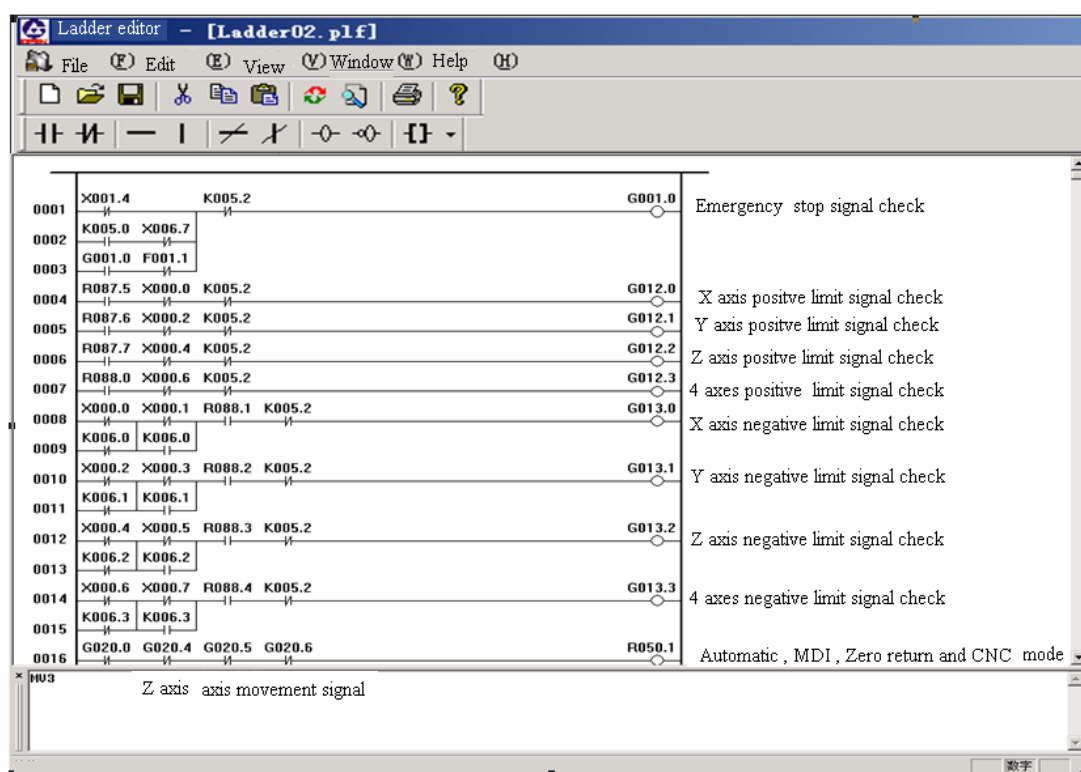 Ladder editor - [Ladder02.plf]
File (F) Edit (E) View (V) Window (W) Help (H)
X001.4 K005.2 G001.0
0001 Emergency stop signal check
K005.0 X006.7
0002
G001.0 F001.1
0003
R087.5 X000.0 K005.2 G012.0
0004 X axis positve limit signal check
R087.6 X000.2 K005.2 G012.1
0005 Y axis positve limit signal check
R087.7 X000.4 K005.2 G012.2
0006 Z axis positve limit signal check
R088.0 X000.6 K005.2 G012.3
0007 4 axes positive limit signal check
X000.0 X000.1 R088.1 K005.2 G013.0
0008 X axis negative limit signal check
K006.0 K006.0
0009
X000.2 X000.3 R088.2 K005.2 G013.1
0010 Y axis negative limit signal check
K006.1 K006.1
0011
X000.4 X000.5 R088.3 K005.2 G013.2
0012 Z axis negative limit signal check
K006.2 K006.2
0013
X000.6 X000.7 R088.4 K005.2 G013.3
0014 4 axes negative limit signal check
K006.3 K006.3
0015
G020.0 G020.4 G020.5 G020.6 R050.1
0016 Automatic , MDI , Zero return and CNC mode
MV3
Z axis axis movement signal
数字